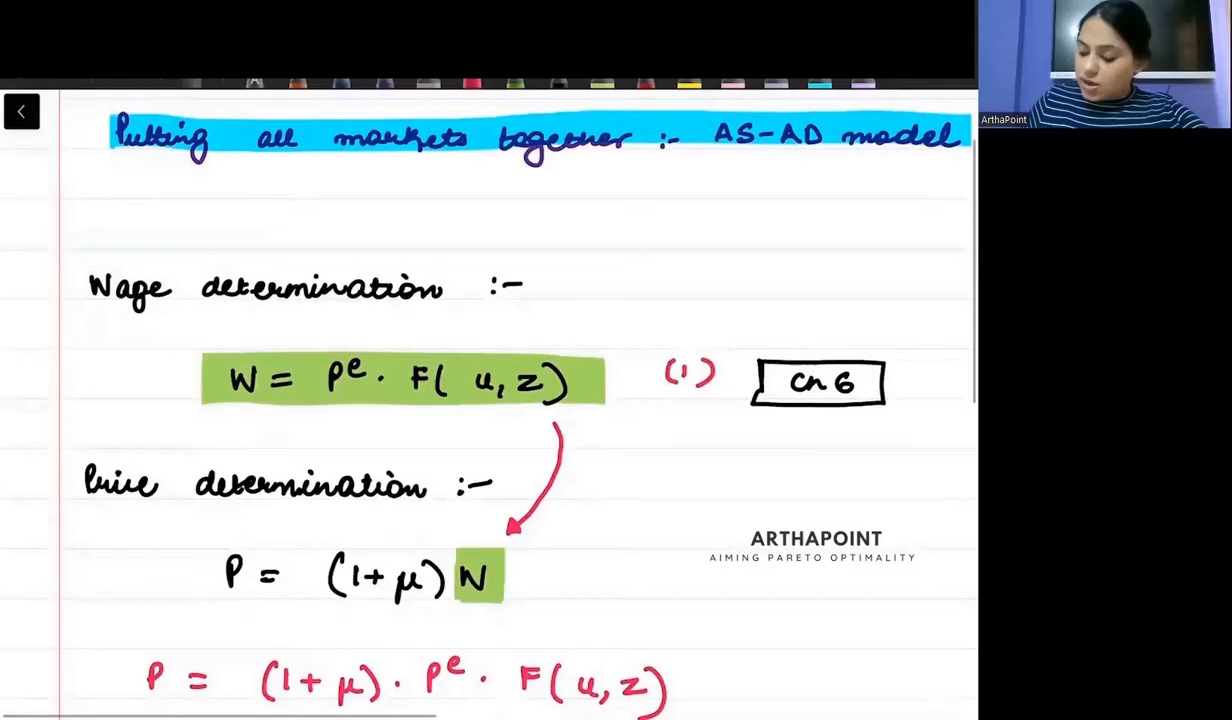 Putting all markets together :- AS-AD model
Wage determination :-
W = Pe . F( u, z) (1) Ch 6
Price determination :-
P = (1+ μ) W
ARTHAPOINT
AIMING PARETO OPTIMALITY
P = (1+ μ) . Pe . F( u, z)
ArthaPoint